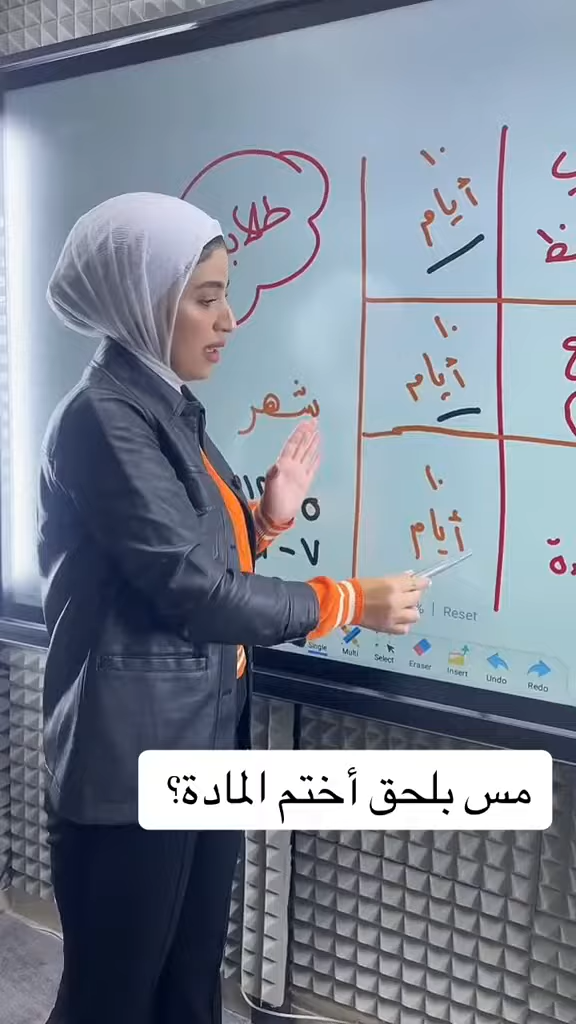 طلاب
١٠
أيام
١٠
أيام
شهر
١٠
أيام
٧-
Reset
Single
Multi
Select
Eraser
Insert
Undo
Redo
مس بلحق أختم المادة؟